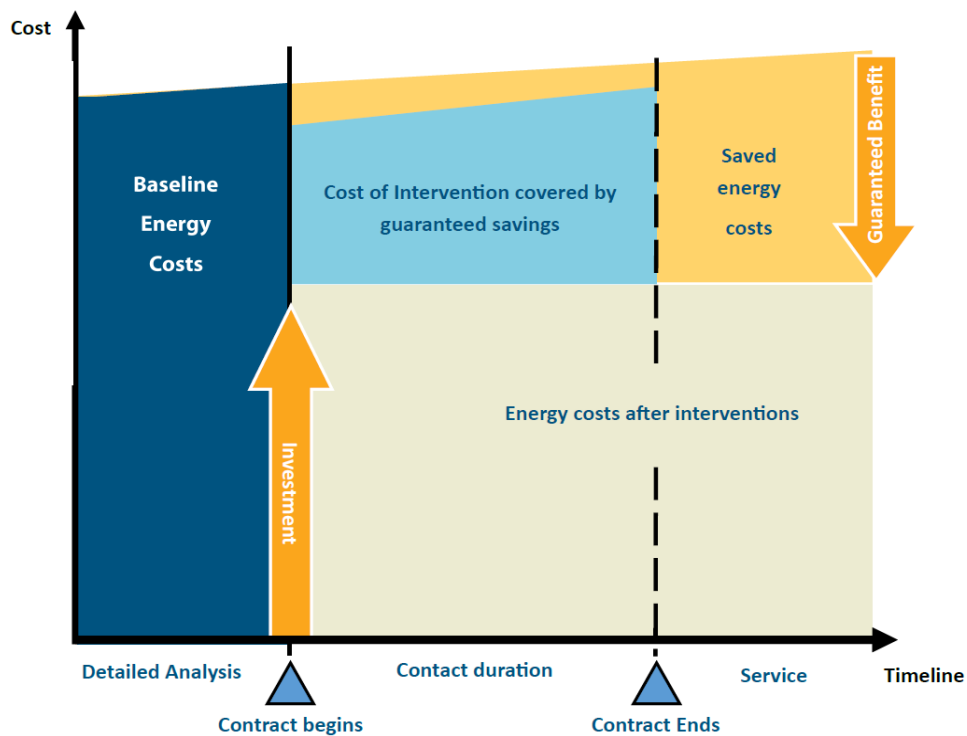 Cost
Baseline
Energy
Costs
Cost of Intervention covered by
guaranteed savings
Saved
energy
costs
Guaranteed Benefit
Energy costs after interventions
Investment
Detailed Analysis
Contact duration
Service
Timeline
Contract begins
Contract Ends